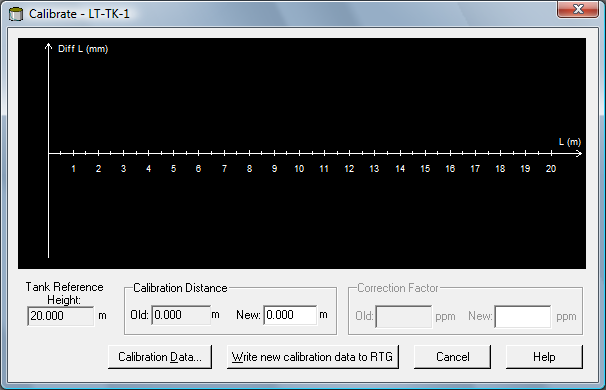 Calibrate - LT-TK-1
Diff L (mm)
L (m)
1 2 3 4 5 6 7 8 9 10 11 12 13 14 15 16 17 18 19 20
Tank Reference
Height:
20.000 m
Calibration Distance
Old: 0.000 m New: 0.000 m
Correction Factor
Old: ppm New: ppm
Calibration Data... Write new calibration data to RTG Cancel Help